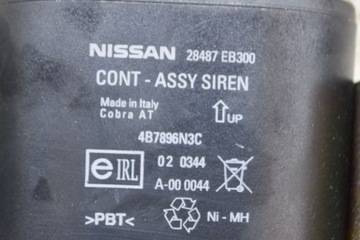 NISSAN 28487 EB300
CONT - ASSY SIREN
Made in Italy
Cobra AT
UP
4B7896N3C
e IRL
02 0344
A-00 0044
>PBT<
Ni - MH